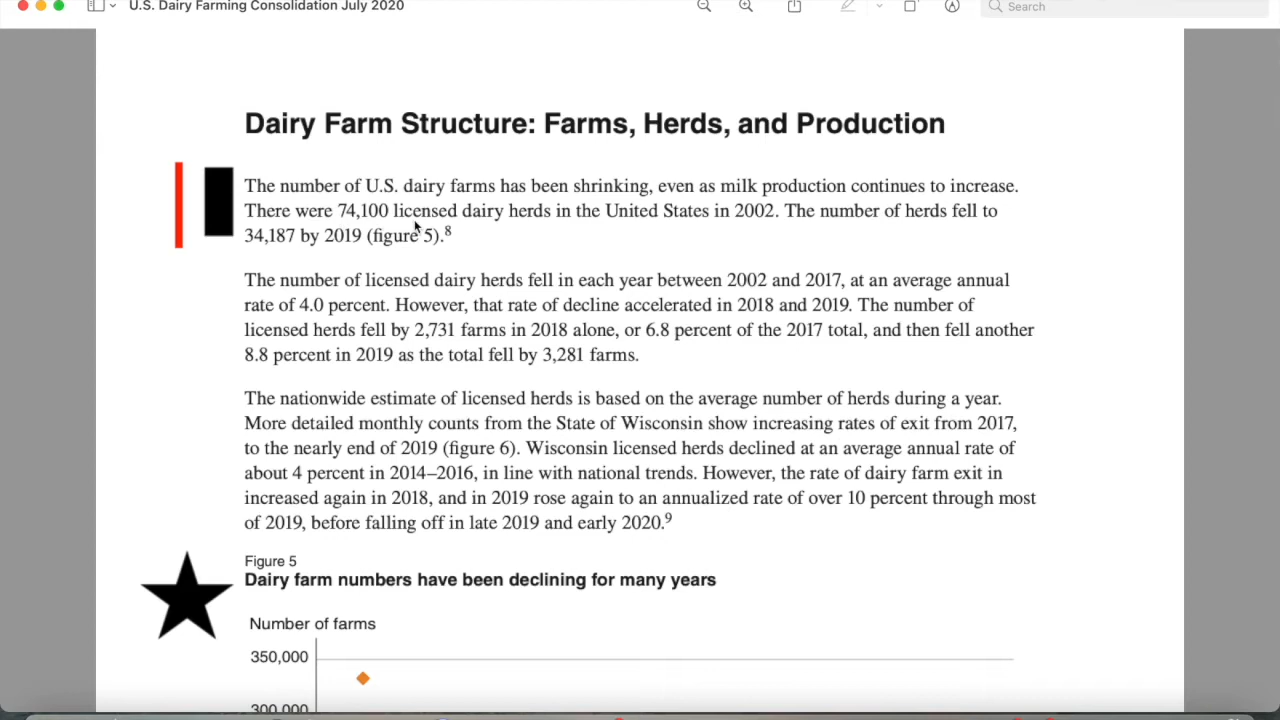 U.S. Dairy Farming Consolidation July 2020
Search
Dairy Farm Structure: Farms, Herds, and Production
The number of U.S. dairy farms has been shrinking, even as milk production continues to increase.
There were 74,100 licensed dairy herds in the United States in 2002. The number of herds fell to
34,187 by 2019 (figure 5).8
The number of licensed dairy herds fell in each year between 2002 and 2017, at an average annual
rate of 4.0 percent. However, that rate of decline accelerated in 2018 and 2019. The number of
licensed herds fell by 2,731 farms in 2018 alone, or 6.8 percent of the 2017 total, and then fell another
8.8 percent in 2019 as the total fell by 3,281 farms.
The nationwide estimate of licensed herds is based on the average number of herds during a year.
More detailed monthly counts from the State of Wisconsin show increasing rates of exit from 2017,
to the nearly end of 2019 (figure 6). Wisconsin licensed herds declined at an average annual rate of
about 4 percent in 2014–2016, in line with national trends. However, the rate of dairy farm exit in
increased again in 2018, and in 2019 rose again to an annualized rate of over 10 percent through most
of 2019, before falling off in late 2019 and early 2020.9
Figure 5
Dairy farm numbers have been declining for many years
Number of farms
350,000
300,000